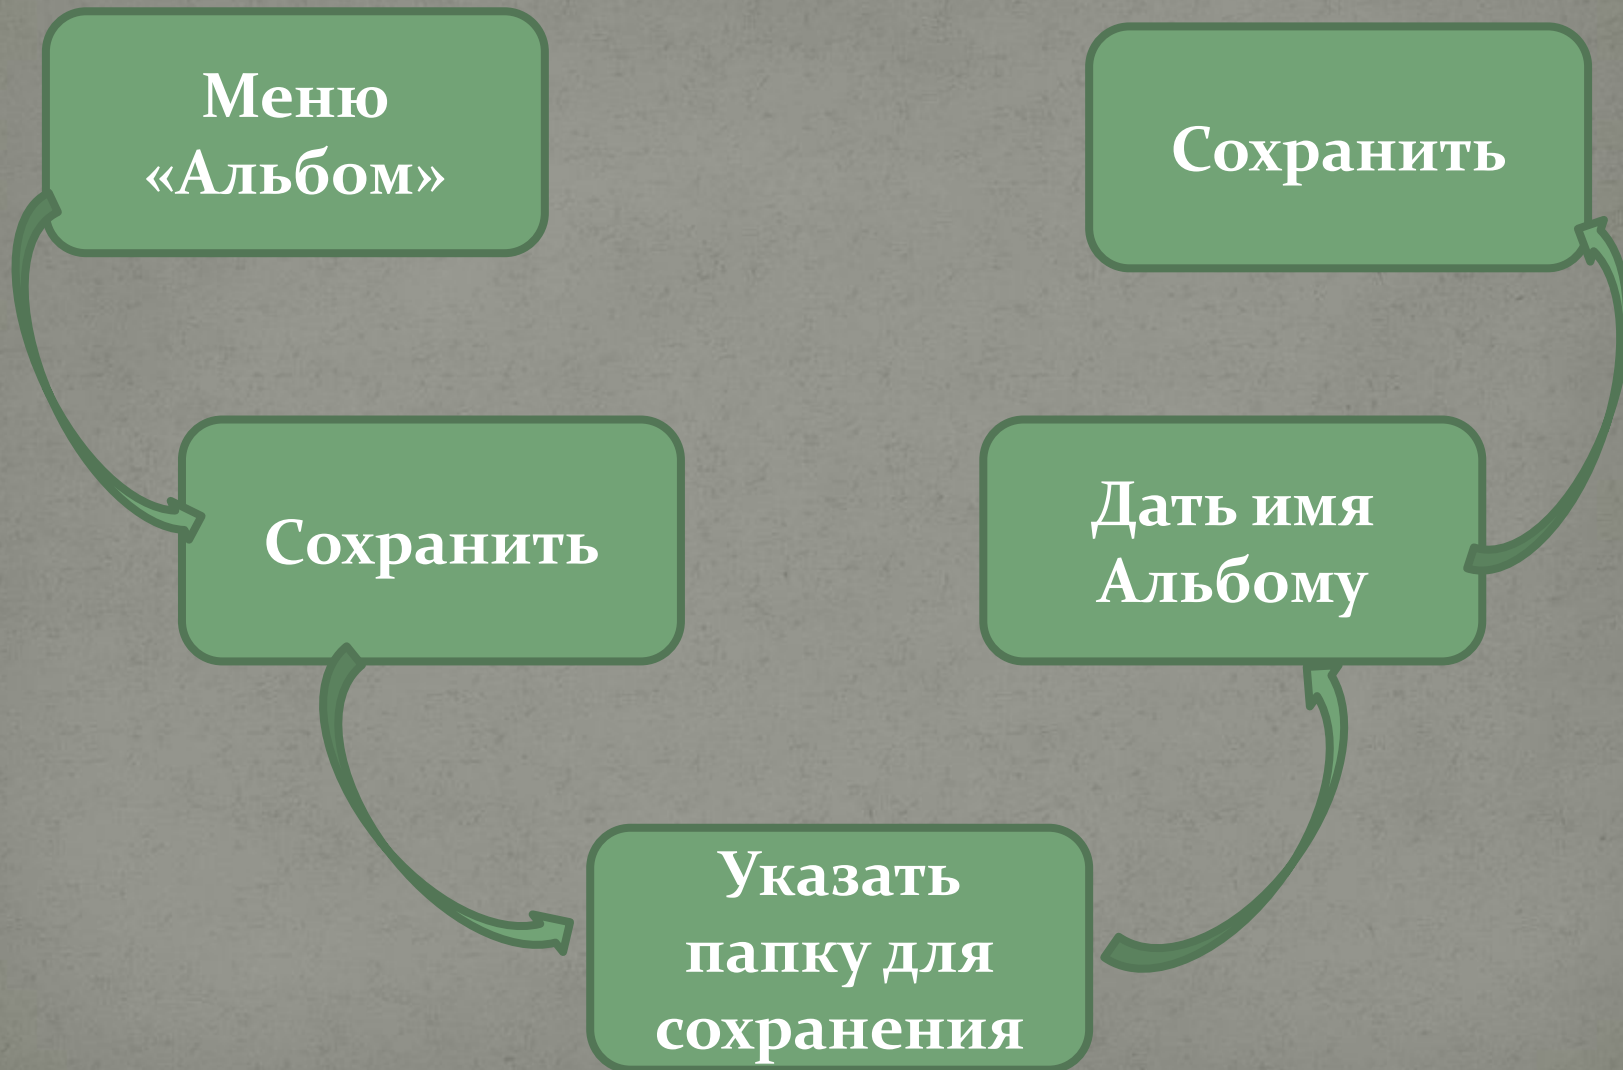 Меню
«Альбом»
Сохранить
Указать
папку для
сохранения
Дать имя
Альбому
Сохранить